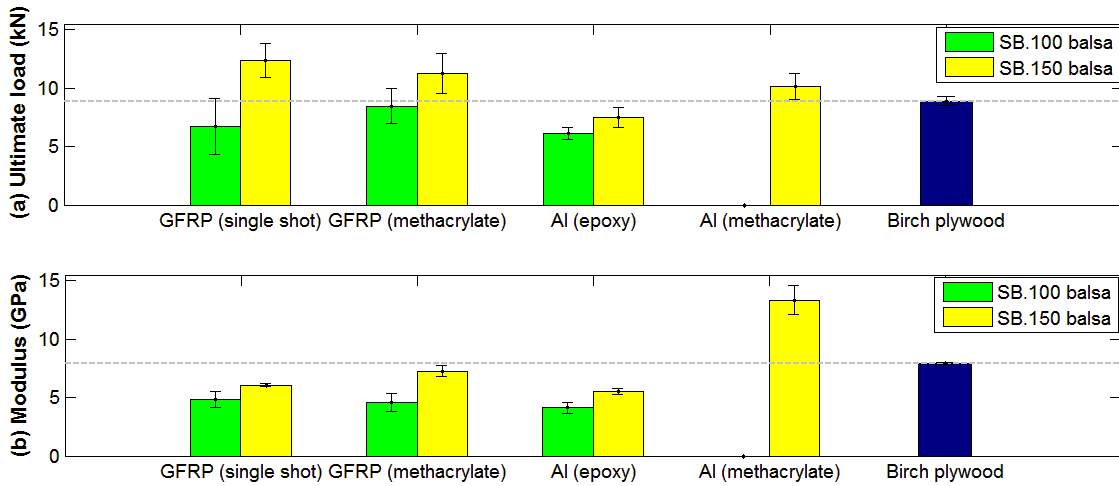 (a) Ultimate load (kN)
15
10
5
0
SB.100 balsa
SB.150 balsa
GFRP (single shot)
GFRP (methacrylate)
Al (epoxy)
Al (methacrylate)
Birch plywood
(b) Modulus (GPa)
15
10
5
0
SB.100 balsa
SB.150 balsa
GFRP (single shot)
GFRP (methacrylate)
Al (epoxy)
Al (methacrylate)
Birch plywood